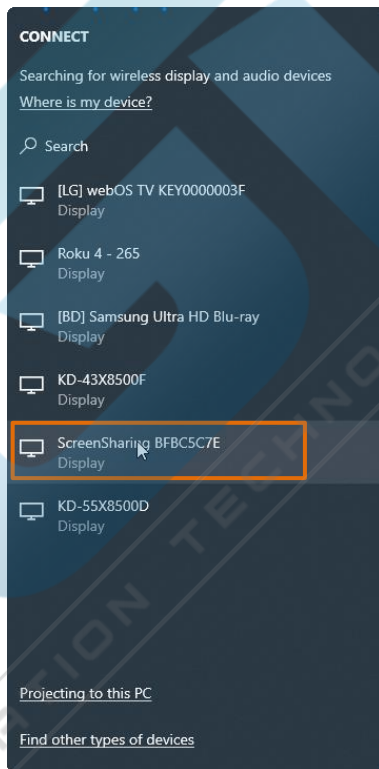 CONNECT
Searching for wireless display and audio devices
Where is my device?
Search
[LG] webOS TV KEY0000003F
Display
Roku 4 - 265
Display
[BD] Samsung Ultra HD Blu-ray
Display
KD-43X8500F
Display
ScreenSharing BFBC5C7E
Display
KD-55X8500D
Display
Projecting to this PC
Find other types of devices